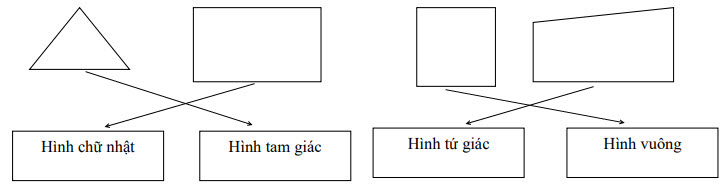 Hình chữ nhật
Hình tam giác
Hình tứ giác
Hình vuông